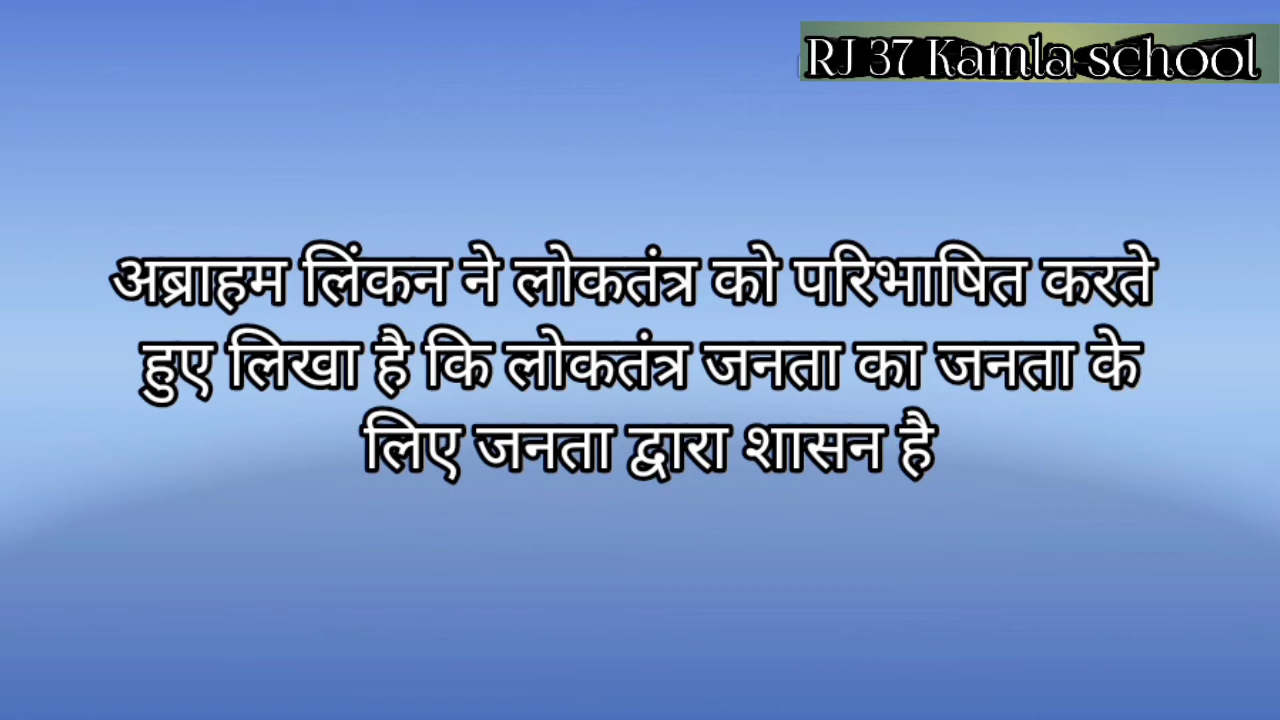 RJ 37 Kamla school
अब्राहम लिंकन ने लोकतंत्र को परिभाषित करते
हुए लिखा है कि लोकतंत्र जनता का जनता के
लिए जनता द्वारा शासन है